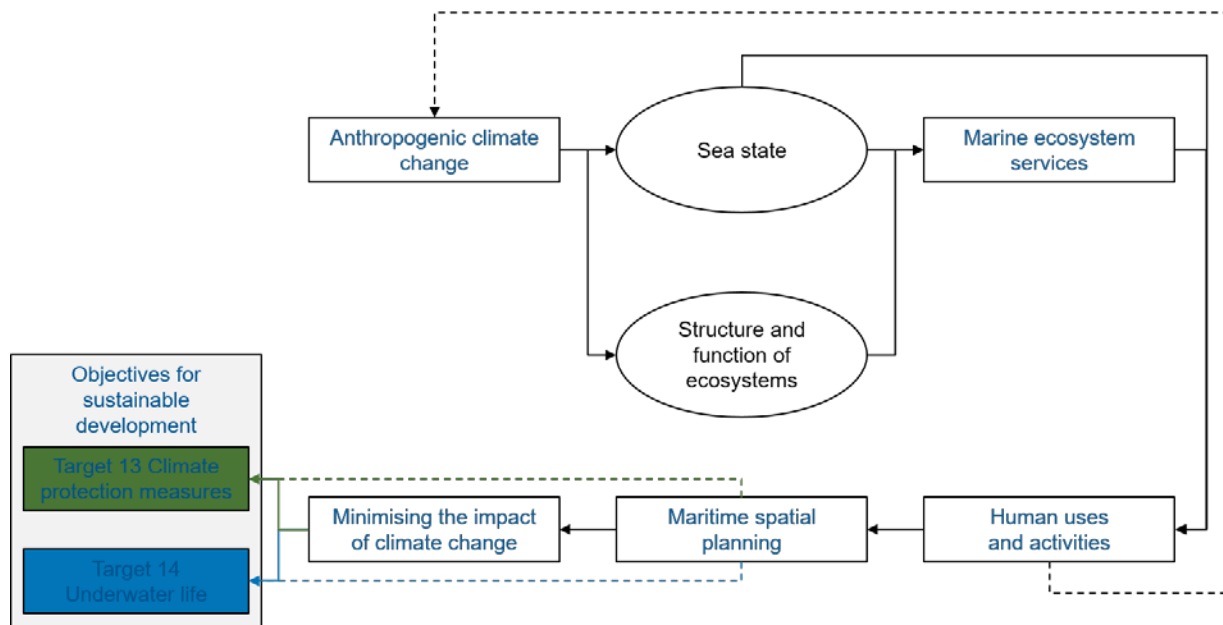 Anthropogenic climate
change
Sea state
Marine ecosystem
services
Structure and
function of
ecosystems
Objectives for
sustainable
development
Target 13 Climate
protection measures
Target 14
Underwater life
Minimising the impact
of climate change
Maritime spatial
planning
Human uses
and activities